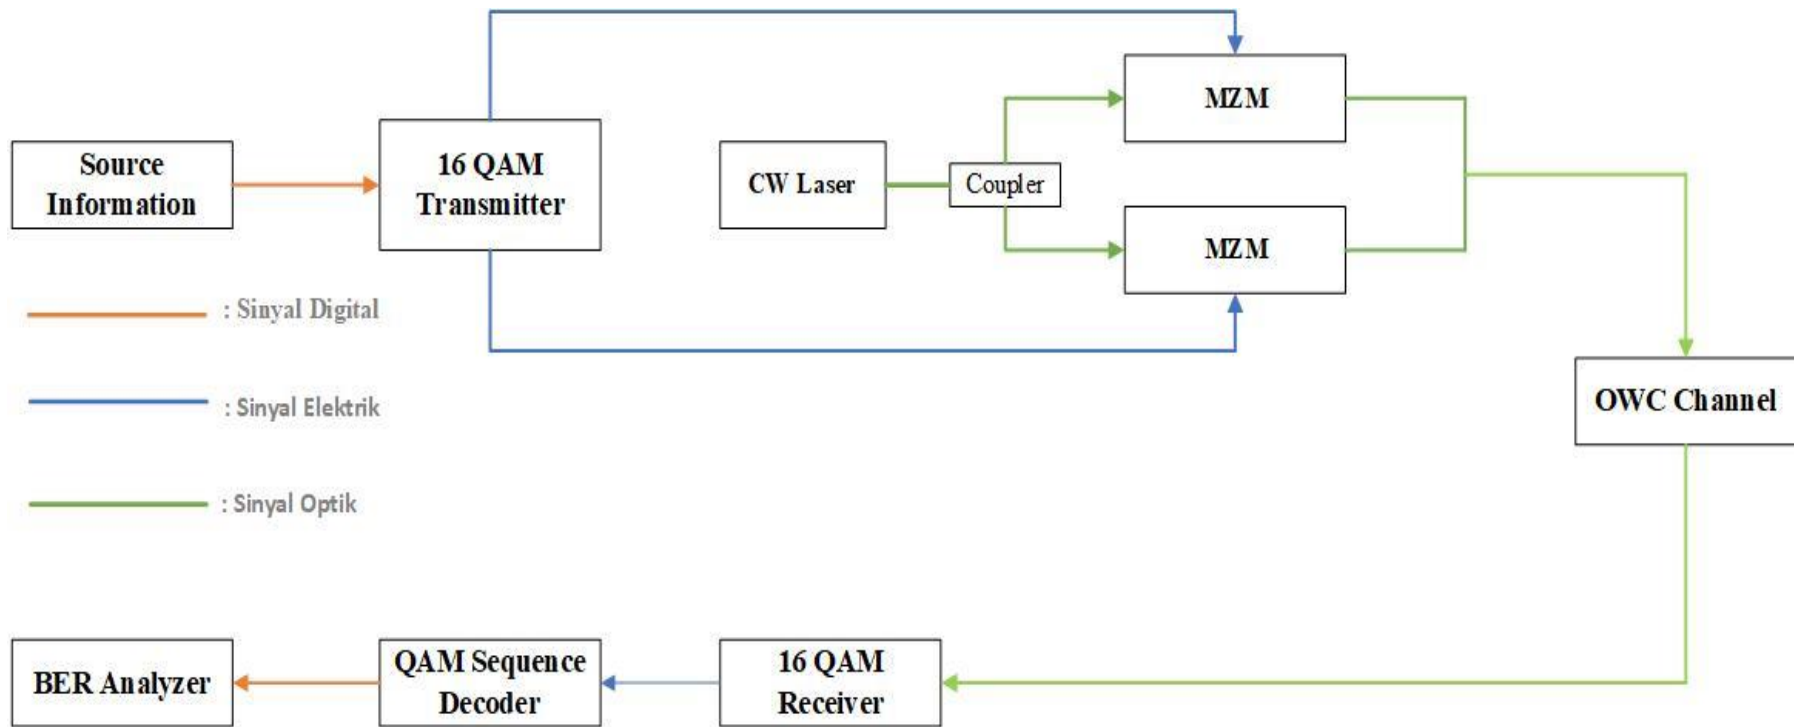 Source
Information
16 QAM
Transmitter
CW Laser
Coupler
MZM
MZM
: Sinyal Digital
: Sinyal Elektrik
: Sinyal Optik
OWC Channel
BER Analyzer
QAM Sequence
Decoder
16 QAM
Receiver